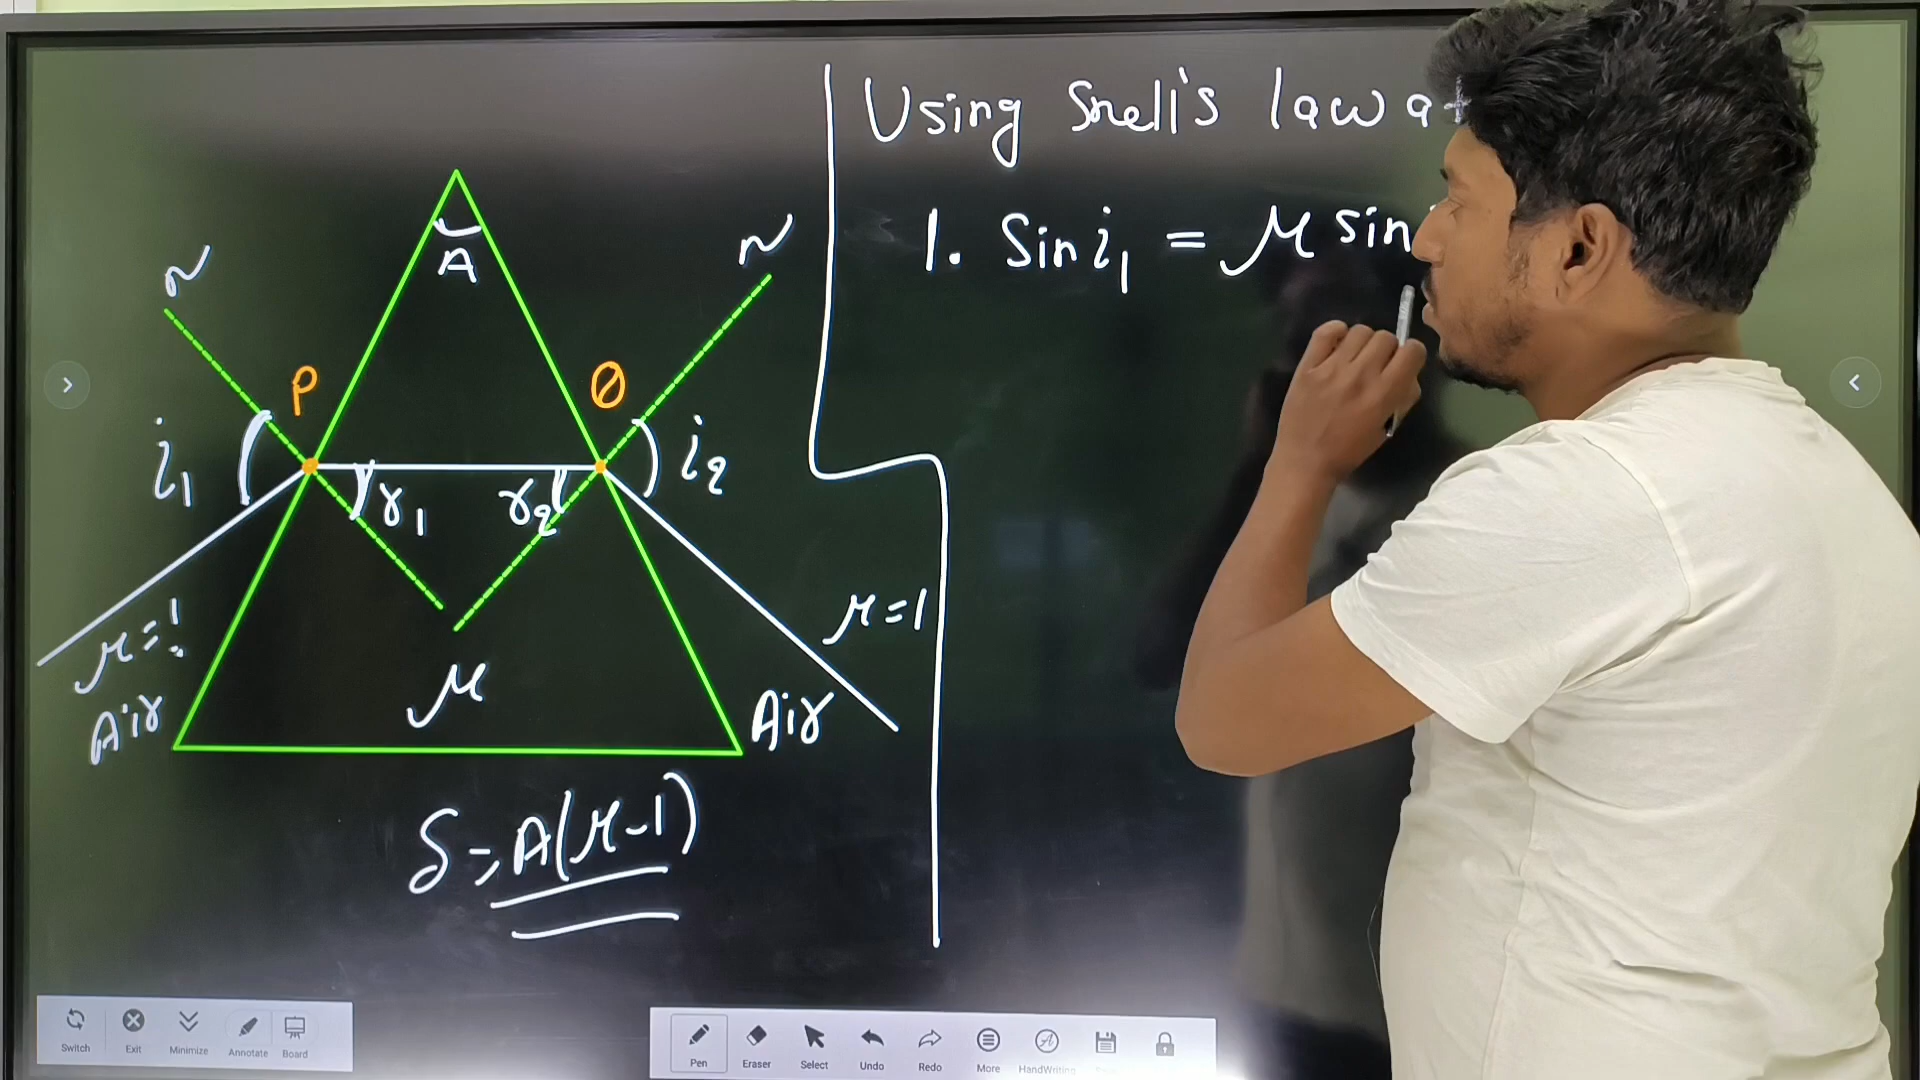 Using Snell's law at
1. Sin i₁ = μ sin
A
N
N
P
Q
i₁
r₁
r₂
i₂
μ=1
μ=1
Air
μ
Air
δ = A(μ-1)
Switch
Exit
Minimize
Annotate
Board
Pen
Eraser
Select
Undo
Redo
More
HandWriting